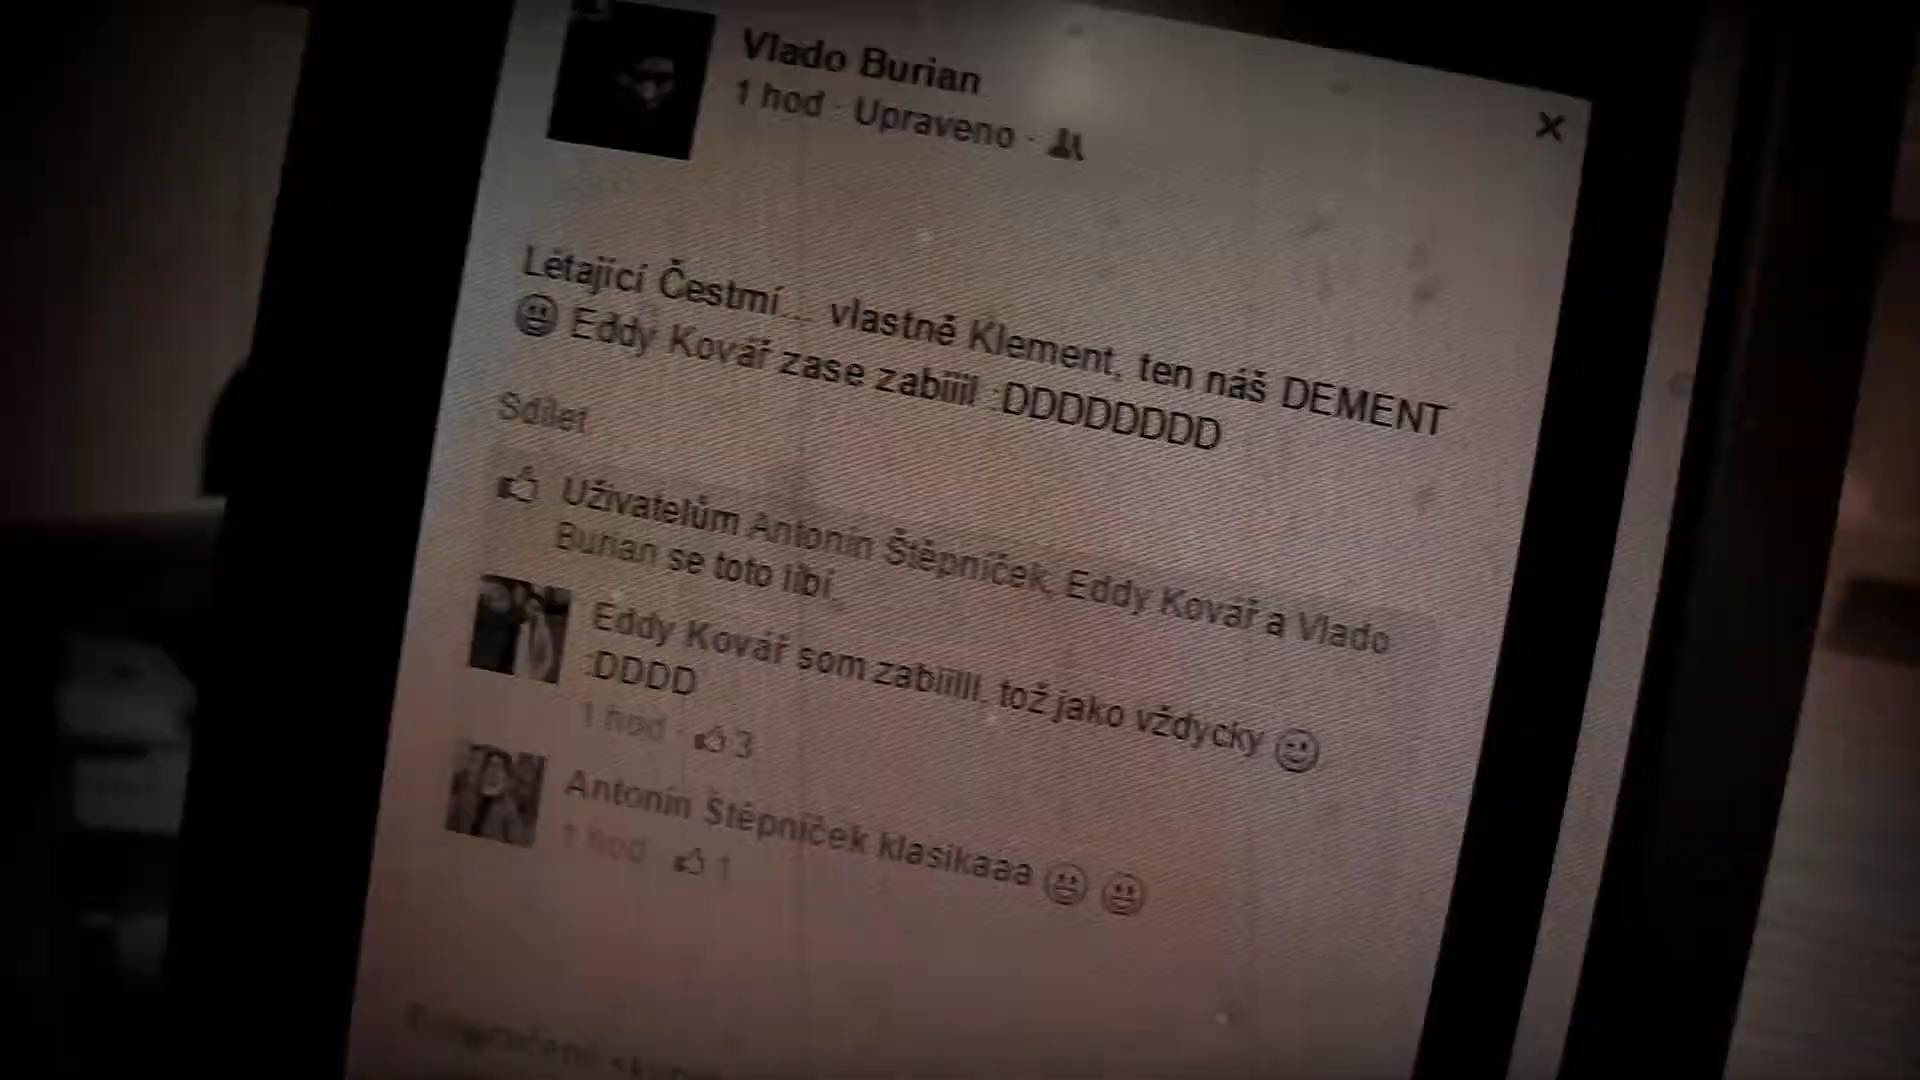 Vlado Burian
1 hod · Upraveno ·
Létající Čestmí... vlastně Klement, ten náš DEMENT
Eddy Kovář zase zabíííl :DDDDDDDD
Sdílet
Uživatelům Antonín Štěpníček, Eddy Kovář a Vlado
Burian se toto líbí.
Eddy Kovář som zabííllll, tož jako vždycky
:DDDD
1 hod · 3
Antonín Štěpníček klasikaaa
1 hod · 1